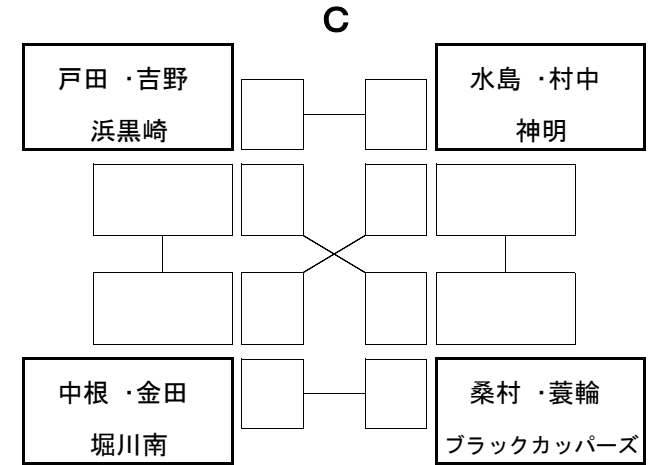 C
戸田 ・吉野
浜黒崎
水島 ・村中
神明
中根 ・金田
堀川南
桑村 ・蓑輪
ブラックカッパーズ